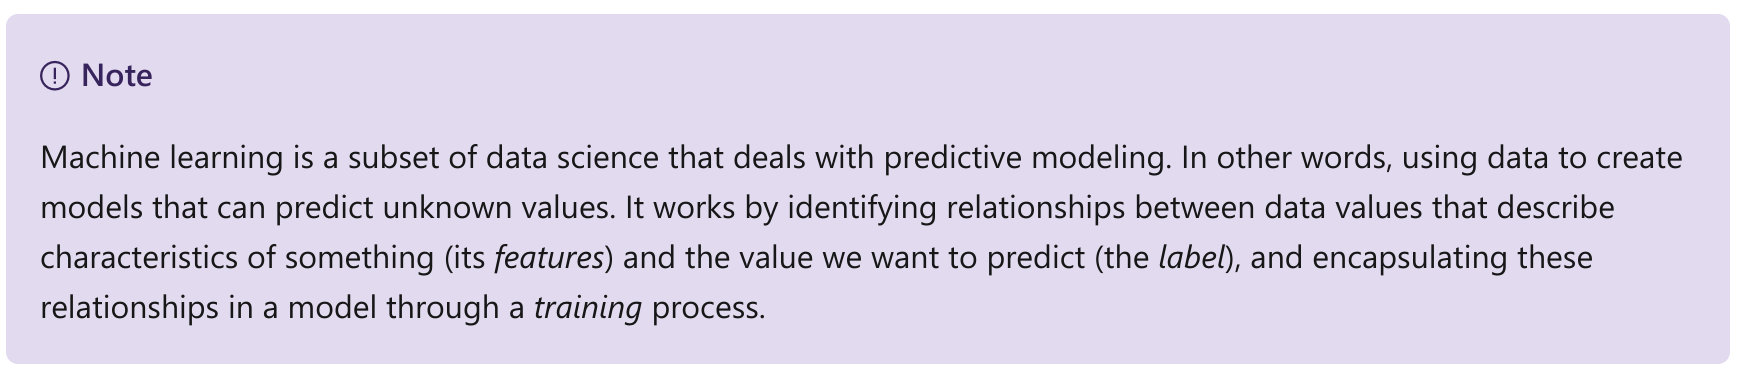 Note
Machine learning is a subset of data science that deals with predictive modeling. In other words, using data to create
models that can predict unknown values. It works by identifying relationships between data values that describe
characteristics of something (its features) and the value we want to predict (the label), and encapsulating these
relationships in a model through a training process.